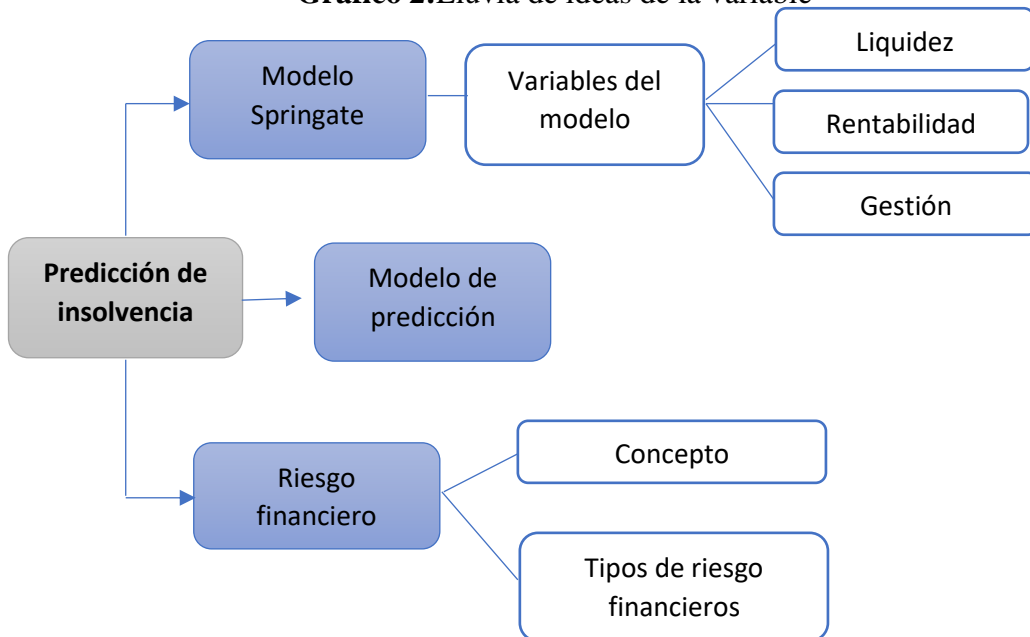 Gráfico 2:Lluvia de ideas de la variable
Modelo
Springate
Variables del
modelo
Liquidez
Rentabilidad
Gestión
Predicción de
insolvencia
Modelo de
predicción
Riesgo
financiero
Concepto
Tipos de riesgo
financieros